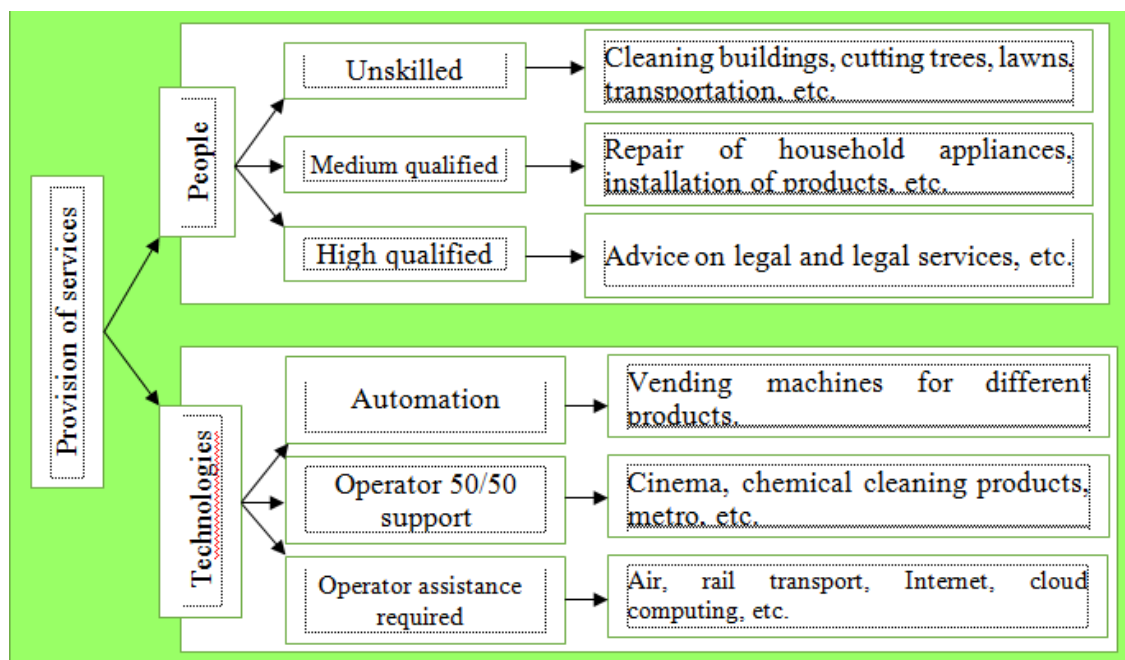 Provision of services
People
Unskilled
Cleaning buildings, cutting trees, lawns,
transportation, etc.
Medium qualified
Repair of household appliances,
installation of products, etc.
High qualified
Advice on legal and legal services, etc.
Technologies
Automation
Vending machines for different
products.
Operator 50/50
support
Cinema, chemical cleaning products,
metro, etc.
Operator assistance
required
Air, rail transport, Internet, cloud
computing, etc.